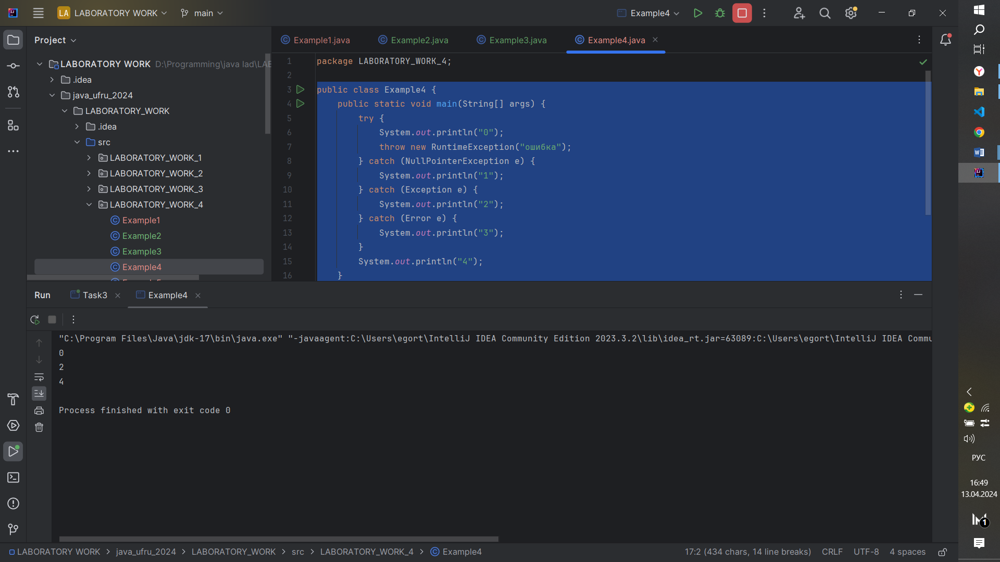 LA LABORATORY WORK main Example4
Project
Example1.java Example2.java Example3.java Example4.java
LABORATORY WORK D:\Programming\java lad\LAB
.idea
java_ufru_2024
LABORATORY_WORK
.idea
src
LABORATORY_WORK_1
LABORATORY_WORK_2
LABORATORY_WORK_3
LABORATORY_WORK_4
Example1
Example2
Example3
Example4
1 package LABORATORY_WORK_4;
2
3 public class Example4 {
4 public static void main(String[] args) {
5 try {
6 System.out.println("0");
7 throw new RuntimeException("ошибка");
8 } catch (NullPointerException e) {
9 System.out.println("1");
10 } catch (Exception e) {
11 System.out.println("2");
12 } catch (Error e) {
13 System.out.println("3");
14 }
15 System.out.println("4");
16 }
Run Task3 Example4
"C:\Program Files\Java\jdk-17\bin\java.exe" "-javaagent:C:\Users\egort\IntelliJ IDEA Community Edition 2023.3.2\lib\idea_rt.jar=63089:C:\Users\egort\IntelliJ IDEA Commu
0
2
4
Process finished with exit code 0
LABORATORY WORK > java_ufru_2024 > LABORATORY_WORK > src > LABORATORY_WORK_4 > Example4
17:2 (434 chars, 14 line breaks) CRLF UTF-8 4 spaces
РУС
16:49
13.04.2024
1